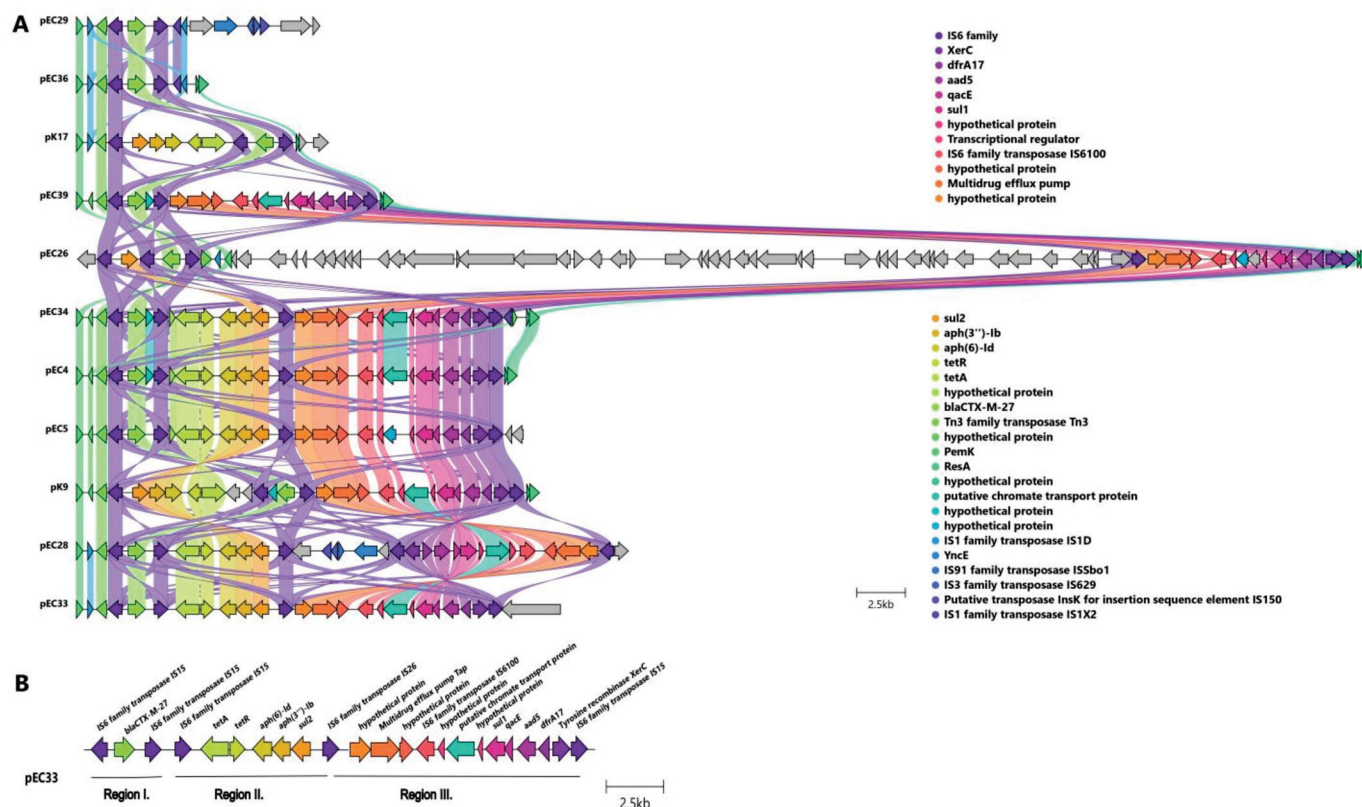 A
pEC29
pEC36
pK17
pEC39
pEC26
pEC34
pEC4
pEC5
pK9
pEC28
pEC33
IS6 family
XerC
dfrA17
aad5
qacE
sul1
hypothetical protein
Transcriptional regulator
IS6 family transposase IS6100
hypothetical protein
Multidrug efflux pump
hypothetical protein
sul2
aph(3'')-Ib
aph(6)-Id
tetR
tetA
hypothetical protein
blaCTX-M-27
Tn3 family transposase Tn3
hypothetical protein
PemK
ResA
hypothetical protein
putative chromate transport protein
hypothetical protein
hypothetical protein
IS1 family transposase IS1D
YncE
IS91 family transposase ISSbo1
IS3 family transposase IS629
Putative transposase InsK for insertion sequence element IS150
IS1 family transposase IS1X2
2.5kb
B
IS6 family transposase IS15
blaCTX-M-27
IS6 family transposase IS15
IS6 family transposase IS15
tetA
tetR
aph(6)-Id
aph(3'')-Ib
sul2
IS6 family transposase IS26
hypothetical protein
Multidrug efflux pump Tap
hypothetical protein
IS6 family transposase IS6100
hypothetical protein
putative chromate transport protein
hypothetical protein
sul1
qacE
aad5
dfrA17
Tyrosine recombinase XerC
IS6 family transposase IS15
pEC33
Region I.
Region II.
Region III.
2.5kb